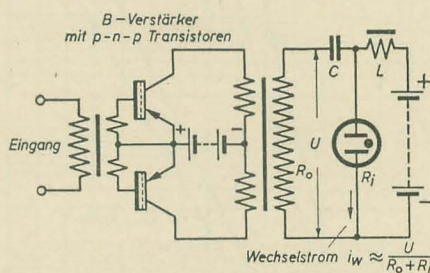 B-Verstärker
mit p-n-p Transistoren
Eingang
+
−
C
L
+
U
R₀
Ri
−
Wechselstrom iw ≈ U / (R₀ + Ri)